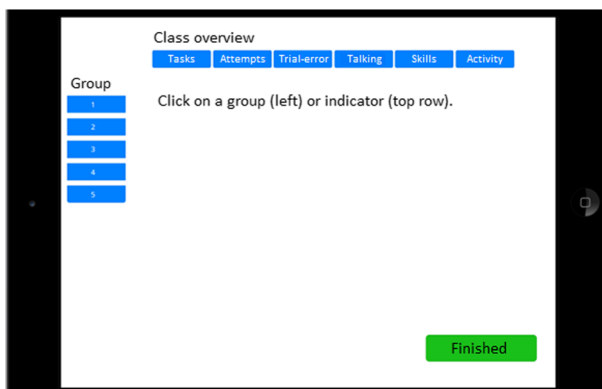 Class overview
Tasks Attempts Trial-error Talking Skills Activity
Group
1
2
3
4
5
Click on a group (left) or indicator (top row).
Finished